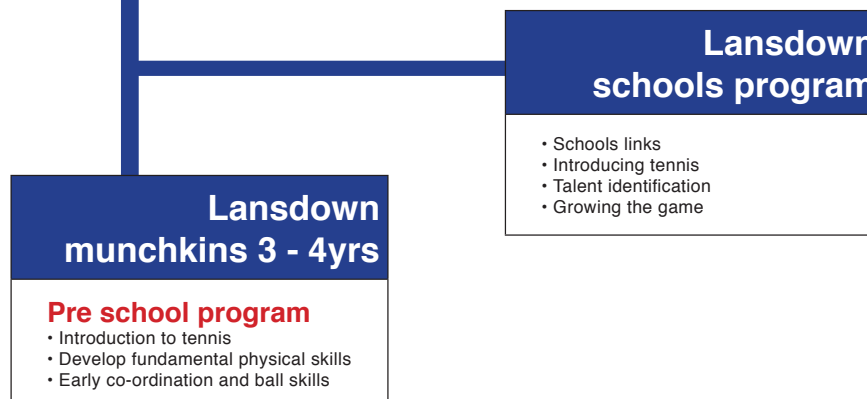 Lansdown
schools program
• Schools links
• Introducing tennis
• Talent identification
• Growing the game
Lansdown
munchkins 3 - 4yrs
Pre school program
• Introduction to tennis
• Develop fundamental physical skills
• Early co-ordination and ball skills